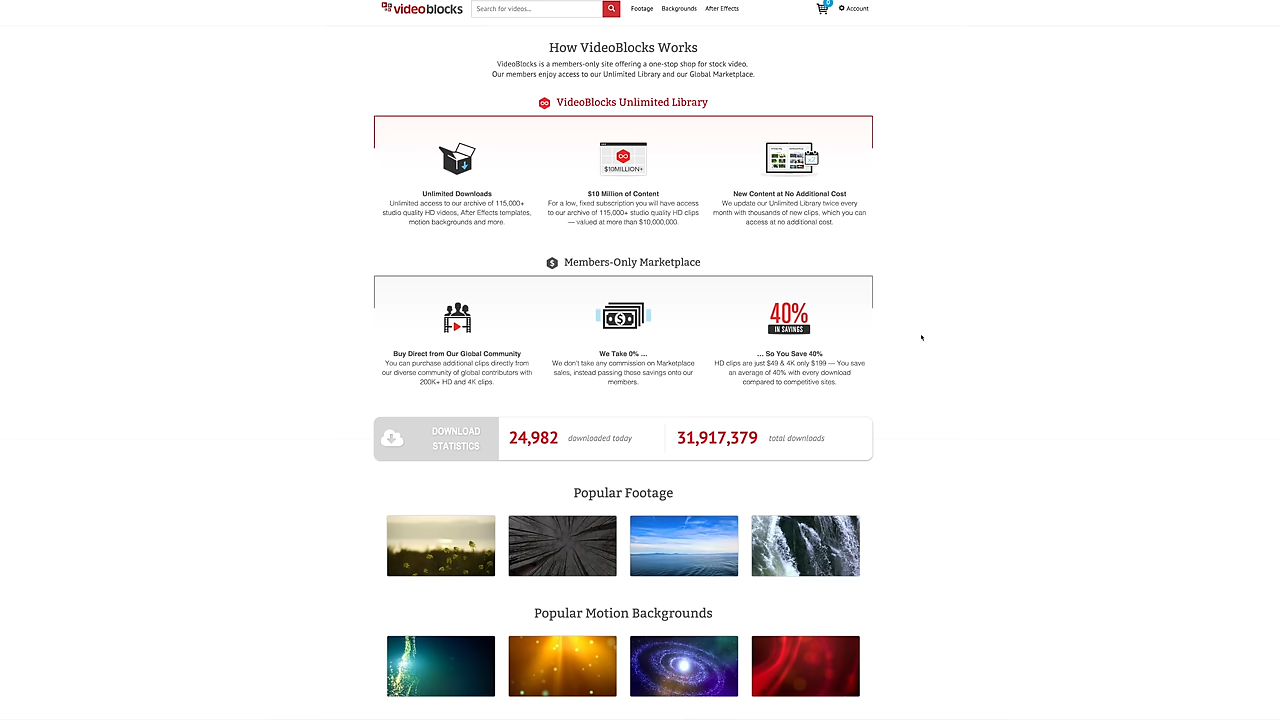 videoblocks
Search for videos...
Footage
Backgrounds
After Effects
0
Account
How VideoBlocks Works
VideoBlocks is a members-only site offering a one-stop shop for stock video.
Our members enjoy access to our Unlimited Library and our Global Marketplace.
VideoBlocks Unlimited Library
$10MILLION+
Unlimited Downloads
Unlimited access to our archive of 115,000+
studio quality HD videos, After Effects templates,
motion backgrounds and more.
$10 Million of Content
For a low, fixed subscription you will have access
to our archive of 115,000+ studio quality HD clips
— valued at more than $10,000,000.
New Content at No Additional Cost
We update our Unlimited Library twice every
month with thousands of new clips, which you can
access at no additional cost.
$ Members-Only Marketplace
$
40%
IN SAVINGS
Buy Direct from Our Global Community
You can purchase additional clips directly from
our diverse community of global contributors with
200K+ HD and 4K clips.
We Take 0% ...
We don't take any commission on Marketplace
sales, instead passing those savings onto our
members.
... So You Save 40%
HD clips are just $49 & 4K only $199 — You save
an average of 40% with every download
compared to competitive sites.
DOWNLOAD
STATISTICS
24,982 downloaded today
31,917,379 total downloads
Popular Footage
Popular Motion Backgrounds